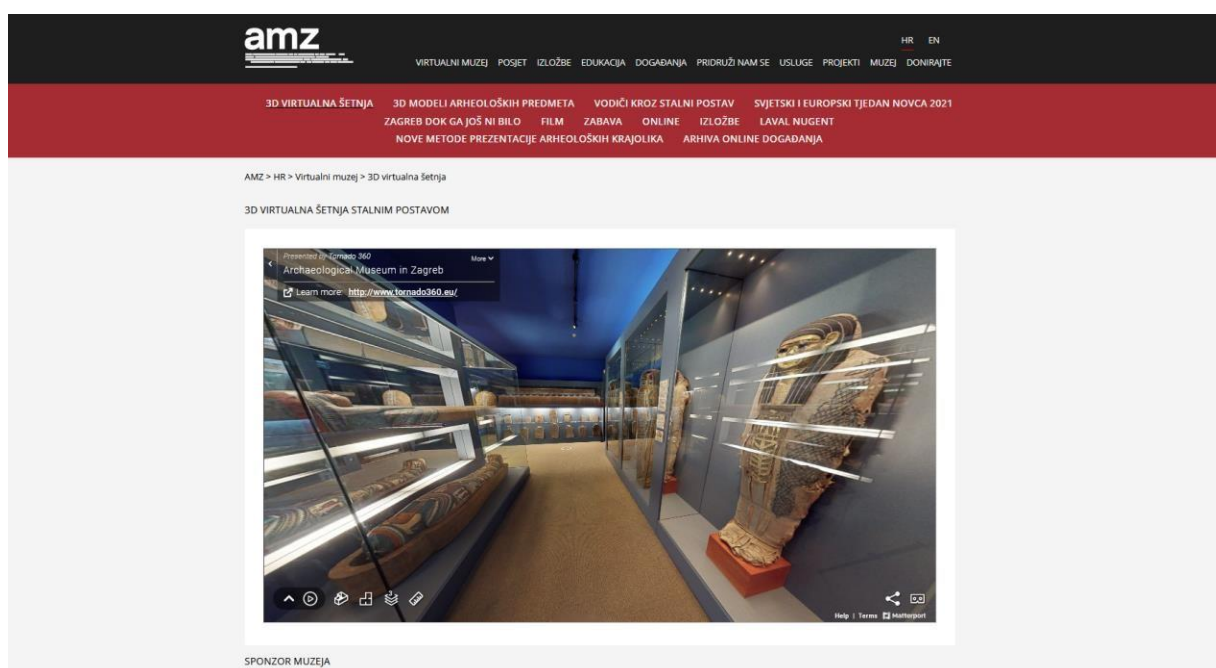 amz
HR EN
VIRTUALNI MUZEJ POSJET IZLOŽBE EDUKACIJA DOGAĐANJA PRIDRUŽI NAM SE USLUGE PROJEKTI MUZEJ DONIRAJTE
3D VIRTUALNA ŠETNJA 3D MODELI ARHEOLOŠKIH PREDMETA VODIČI KROZ STALNI POSTAV SVJETSKI I EUROPSKI TJEDAN NOVCA 2021
ZAGREB DOK GA JOŠ NI BILO FILM ZABAVA ONLINE IZLOŽBE LAVAL NUGENT
NOVE METODE PREZENTACIJE ARHEOLOŠKIH KRAJOLIKA ARHIVA ONLINE DOGAĐANJA
AMZ > HR > Virtualni muzej > 3D virtualna šetnja
3D VIRTUALNA ŠETNJA STALNIM POSTAVOM
Presented by Tornado 360 More
Archaeological Museum in Zagreb
Learn more: http://www.tornado360.eu/
Help | Terms Matterport
SPONZOR MUZEJA